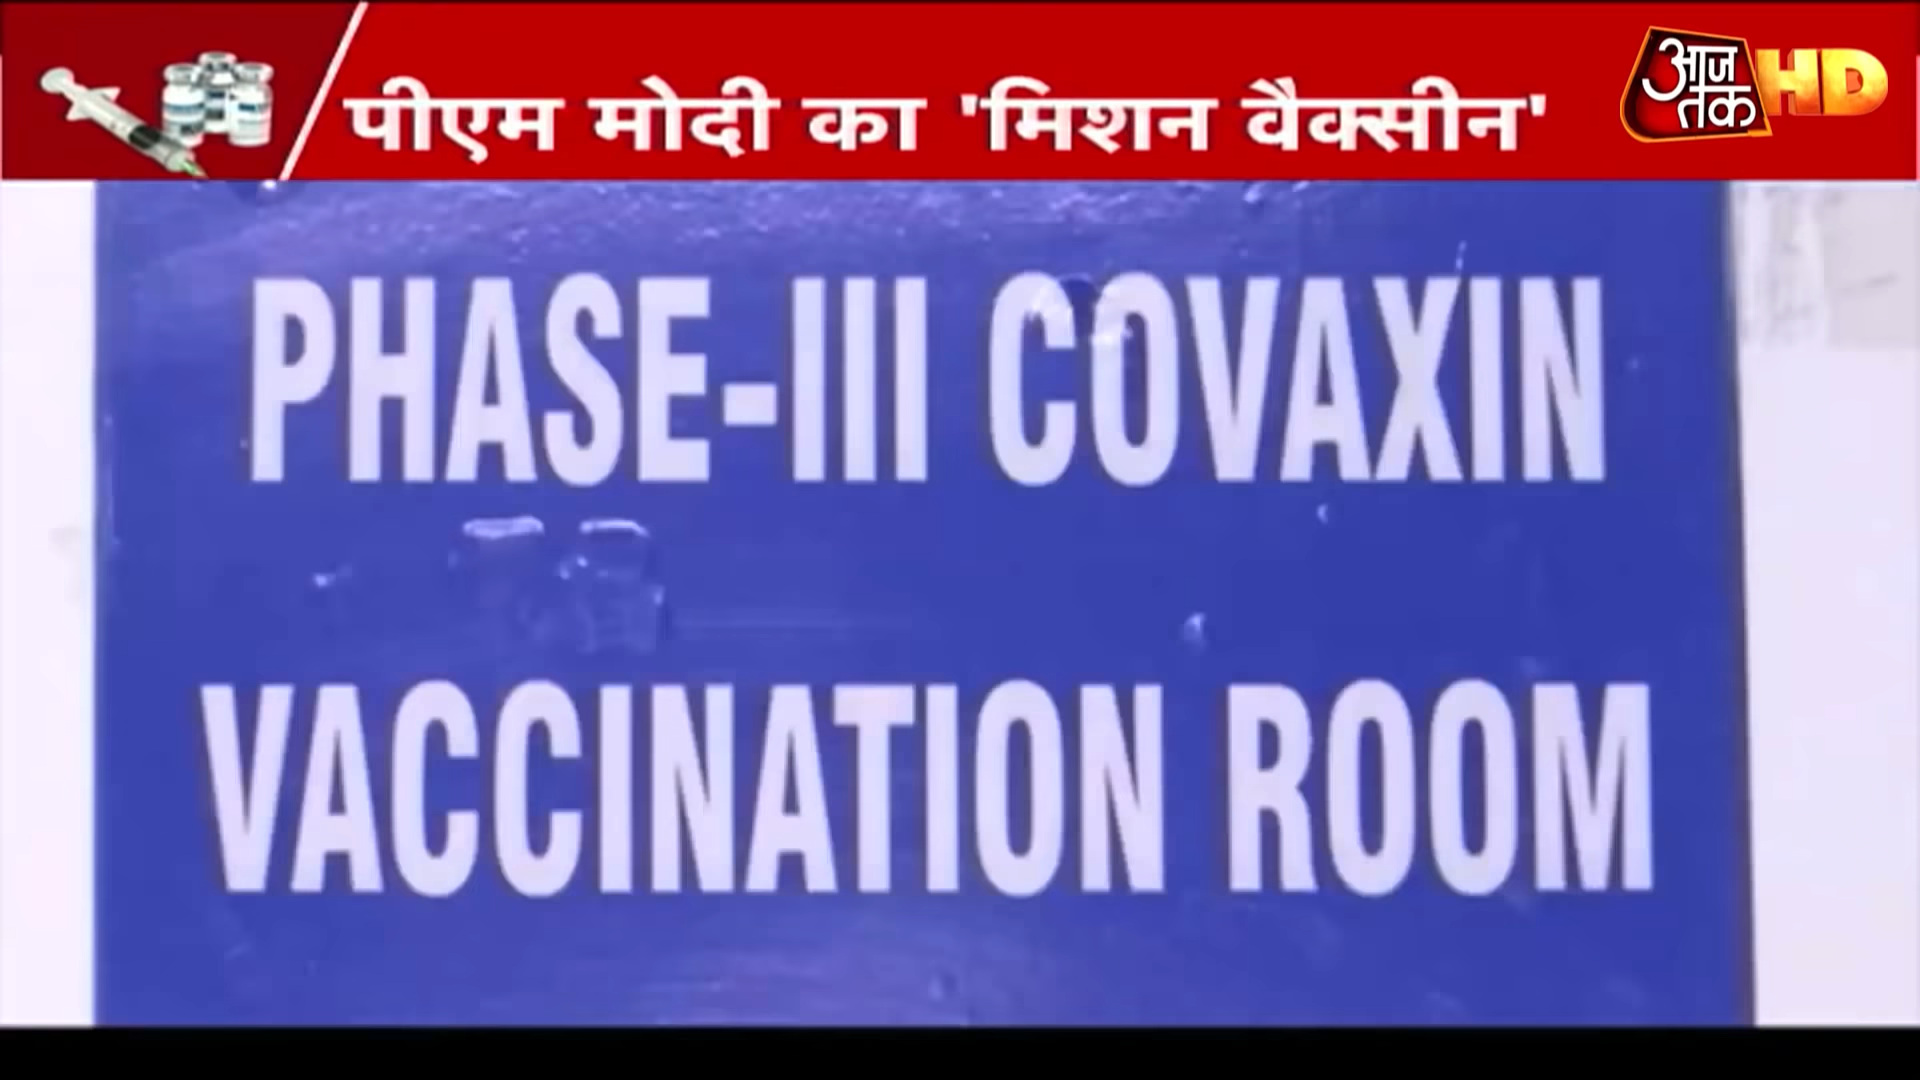 पीएम मोदी का 'मिशन वैक्सीन'
आज
तक
HD
PHASE-III COVAXIN
VACCINATION ROOM